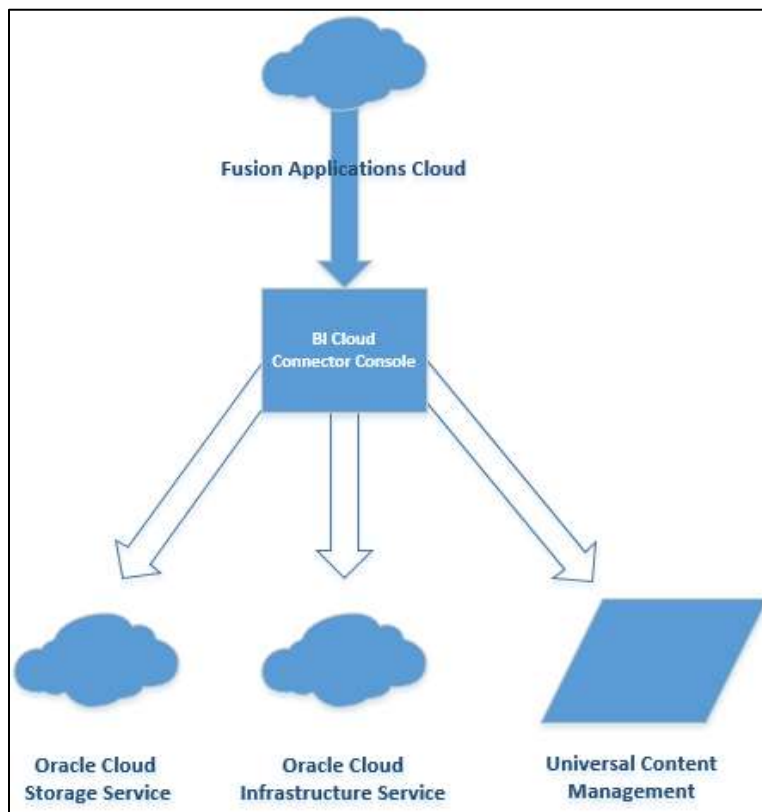 Fusion Applications Cloud
BI Cloud
Connector Console
Oracle Cloud
Storage Service
Oracle Cloud
Infrastructure Service
Universal Content
Management